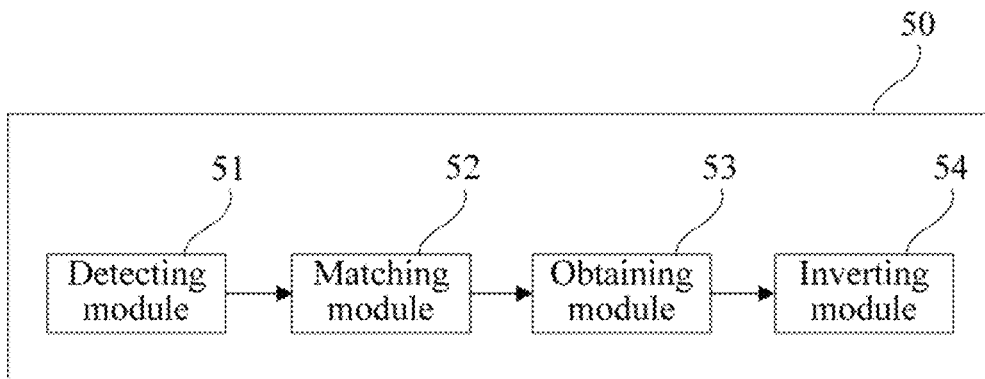 50
51
52
53
54
Detecting
module
Matching
module
Obtaining
module
Inverting
module